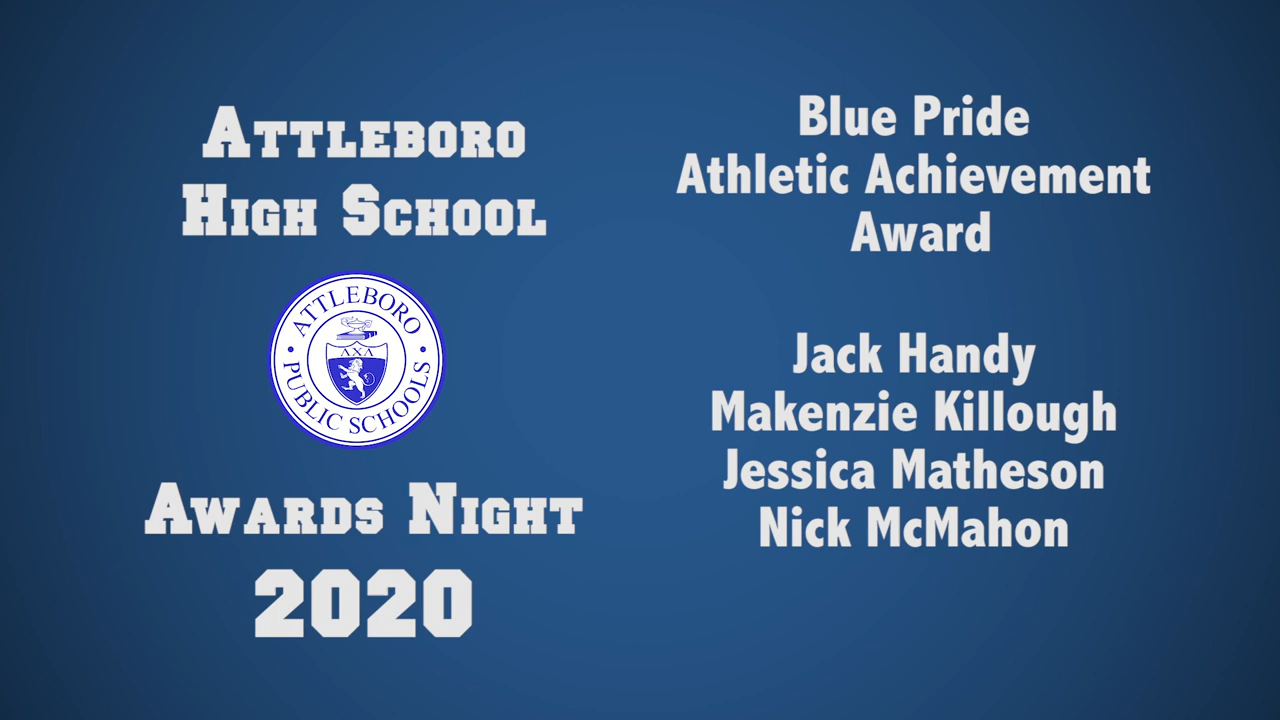 Attleboro
High School
ATTLEBORO
PUBLIC SCHOOLS
Awards Night
2020
Blue Pride
Athletic Achievement
Award
Jack Handy
Makenzie Killough
Jessica Matheson
Nick McMahon